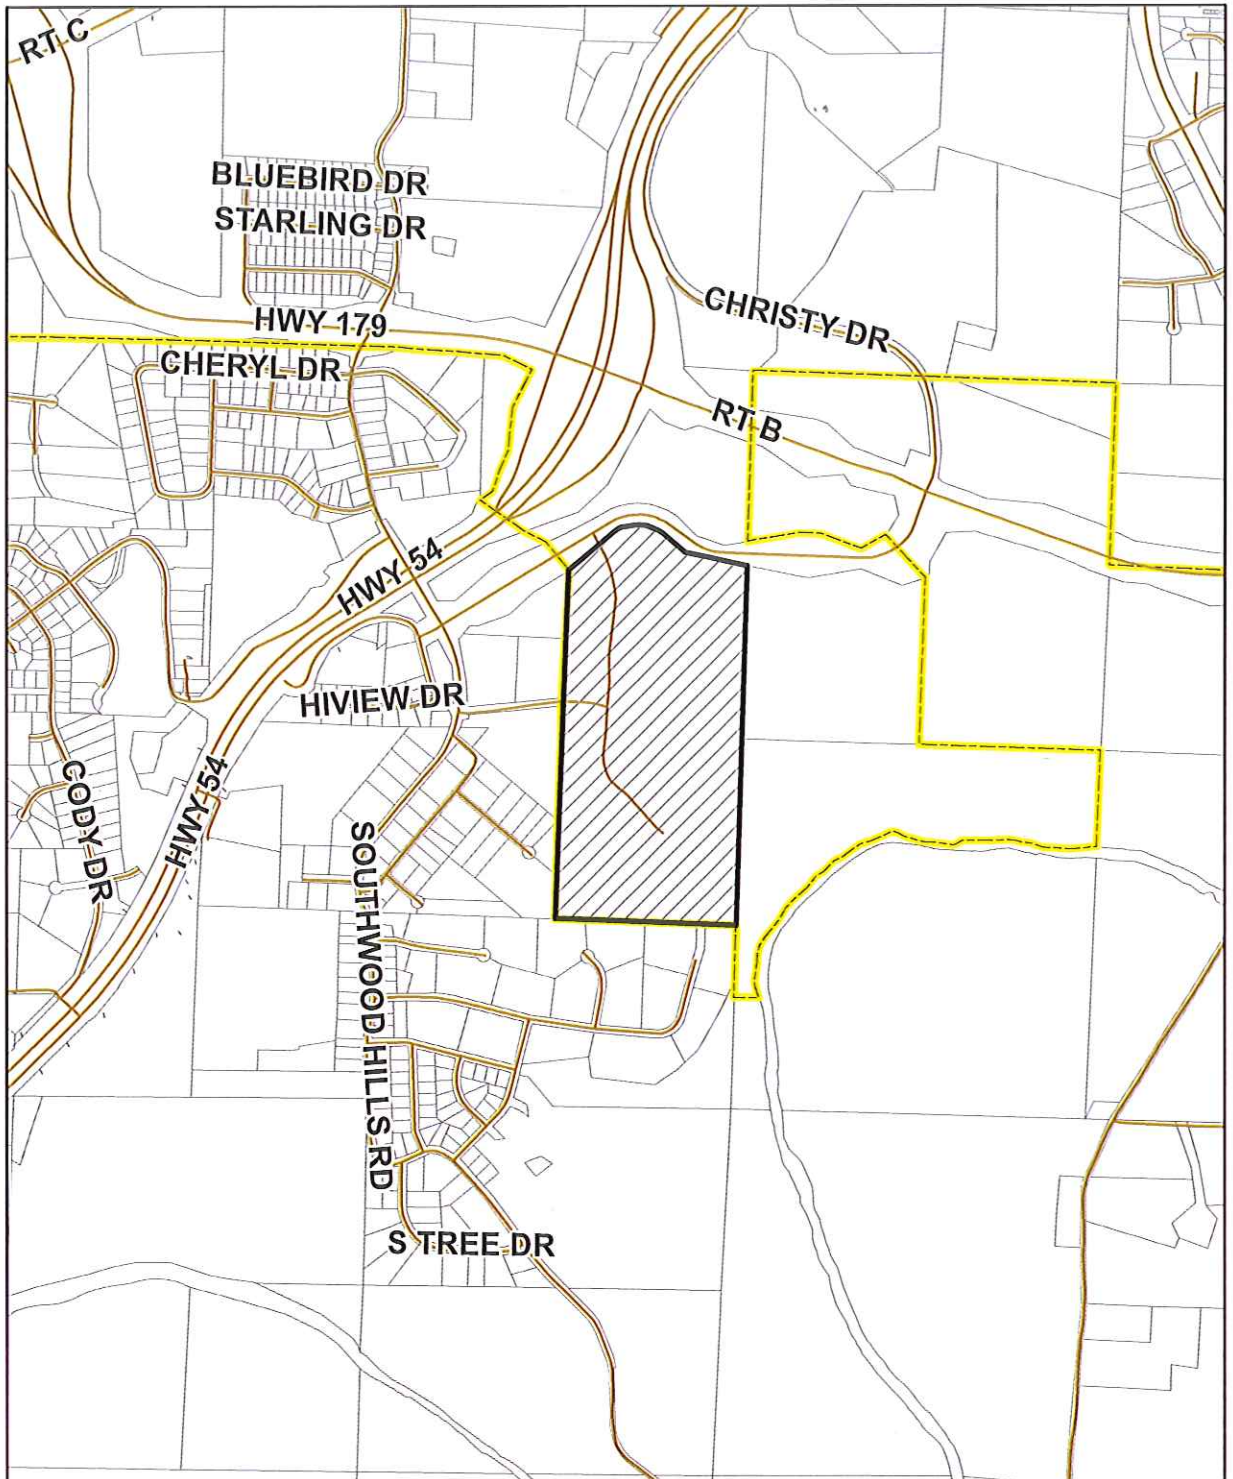 RT C
BLUEBIRD DR
STARLING DR
CHRISTY DR
HWY 179
CHERYL DR
RT B
HWY 54
HIVIEW DR
HWY 54
CODY DR
SOUTHWOOD HILLS RD
S TREE DR